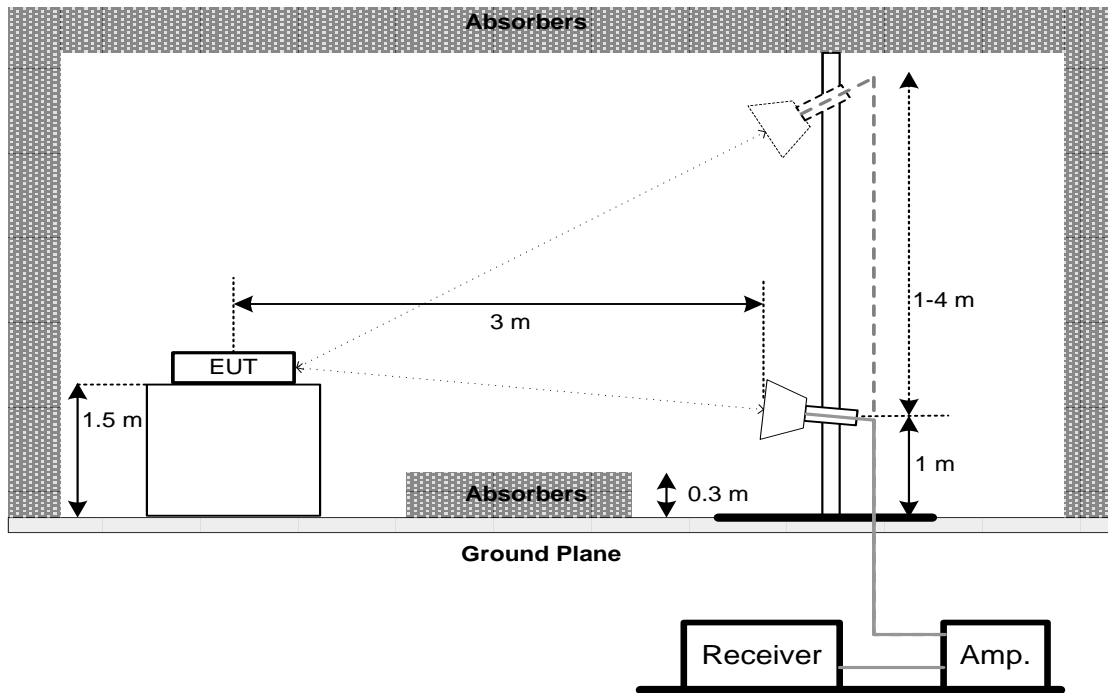 Absorbers
1-4 m
3 m
EUT
1.5 m
1 m
Absorbers
0.3 m
Ground Plane
Receiver
Amp.